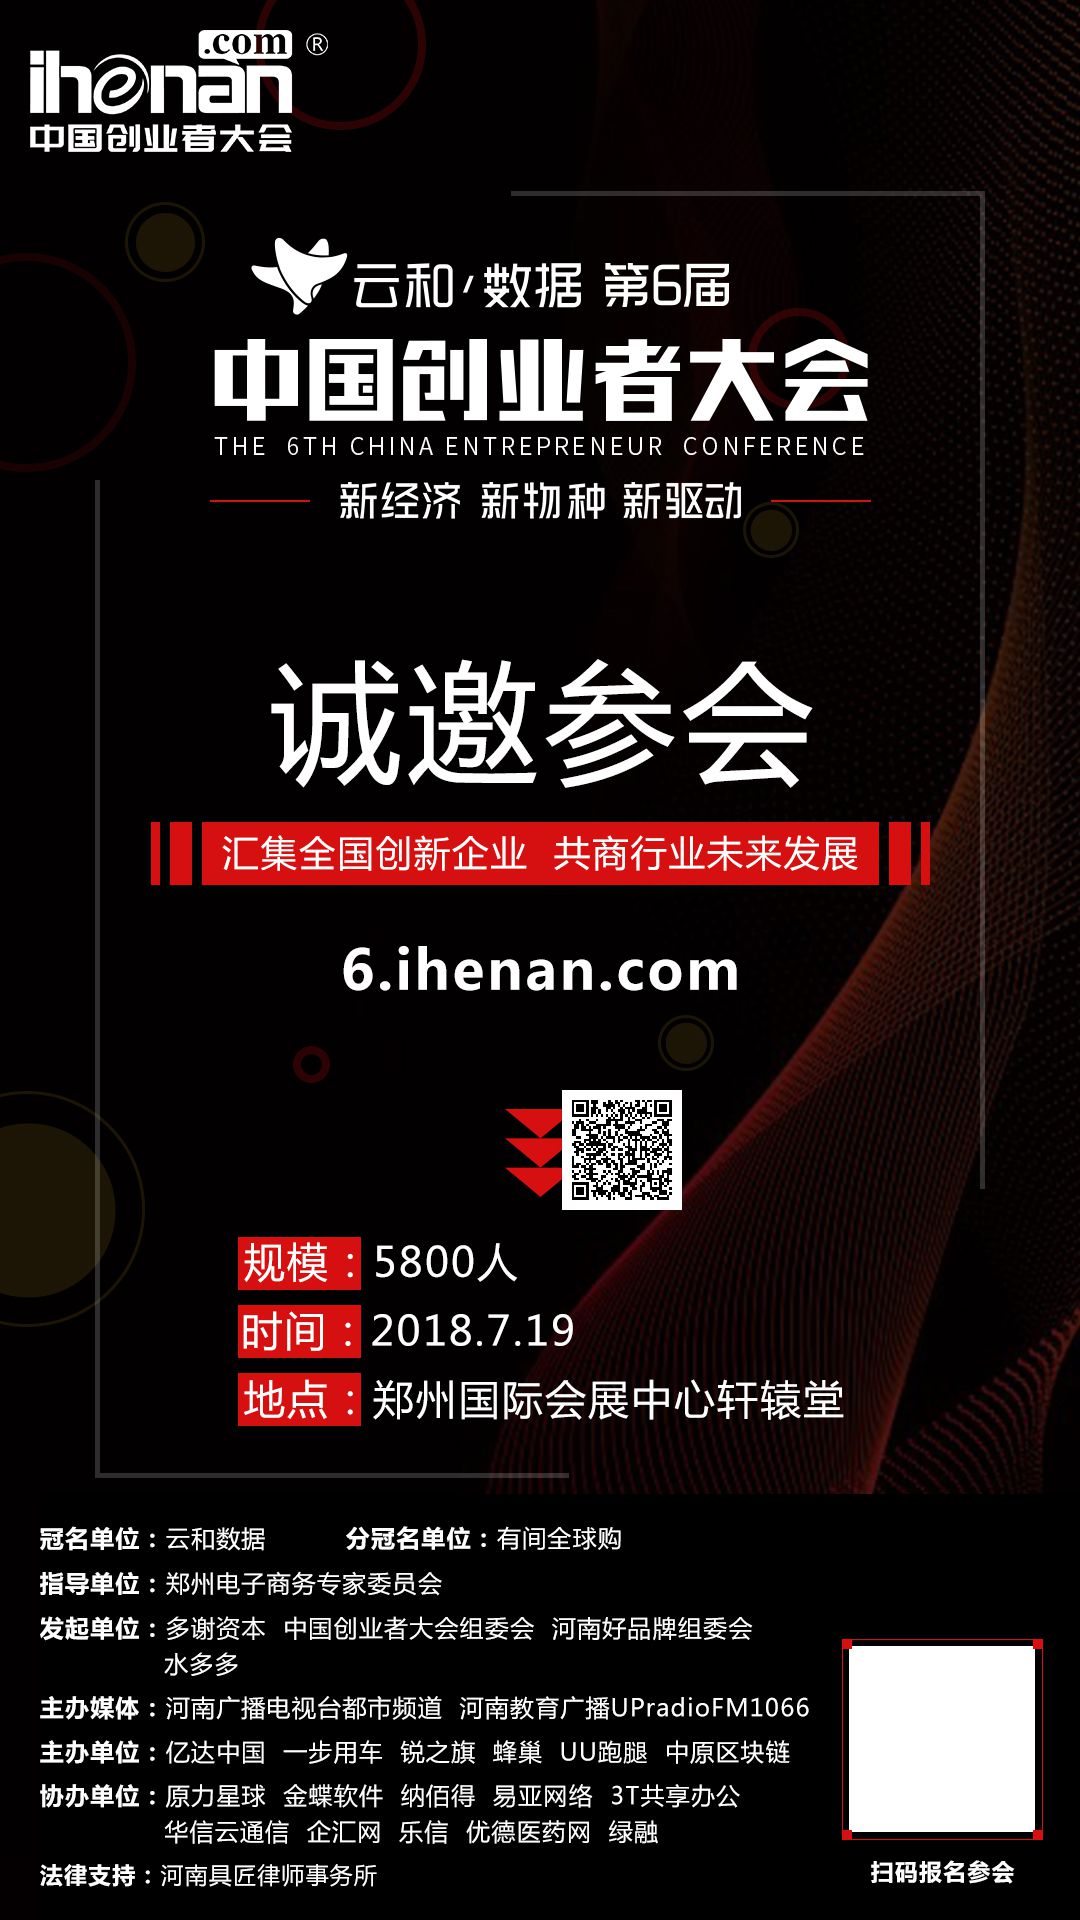 ihenan.com®
中国创业者大会
云和数据 第6届
中国创业者大会
THE 6TH CHINA ENTREPRENEUR CONFERENCE
新经济 新物种 新驱动
诚邀参会
汇集全国创新企业 共商行业未来发展
6.ihenan.com
规模：5800人
时间：2018.7.19
地点：郑州国际会展中心轩辕堂
冠名单位：云和数据 分冠名单位：有间全球购
指导单位：郑州电子商务专家委员会
发起单位：多谢资本 中国创业者大会组委会 河南好品牌组委会
水多多
主办媒体：河南广播电视台都市频道 河南教育广播UPradioFM1066
主办单位：亿达中国 一步用车 锐之旗 蜂巢 UU跑腿 中原区块链
协办单位：原力星球 金蝶软件 纳佰得 易亚网络 3T共享办公
华信云通信 企汇网 乐信 优德医药网 绿融
法律支持：河南具匠律师事务所
扫码报名参会